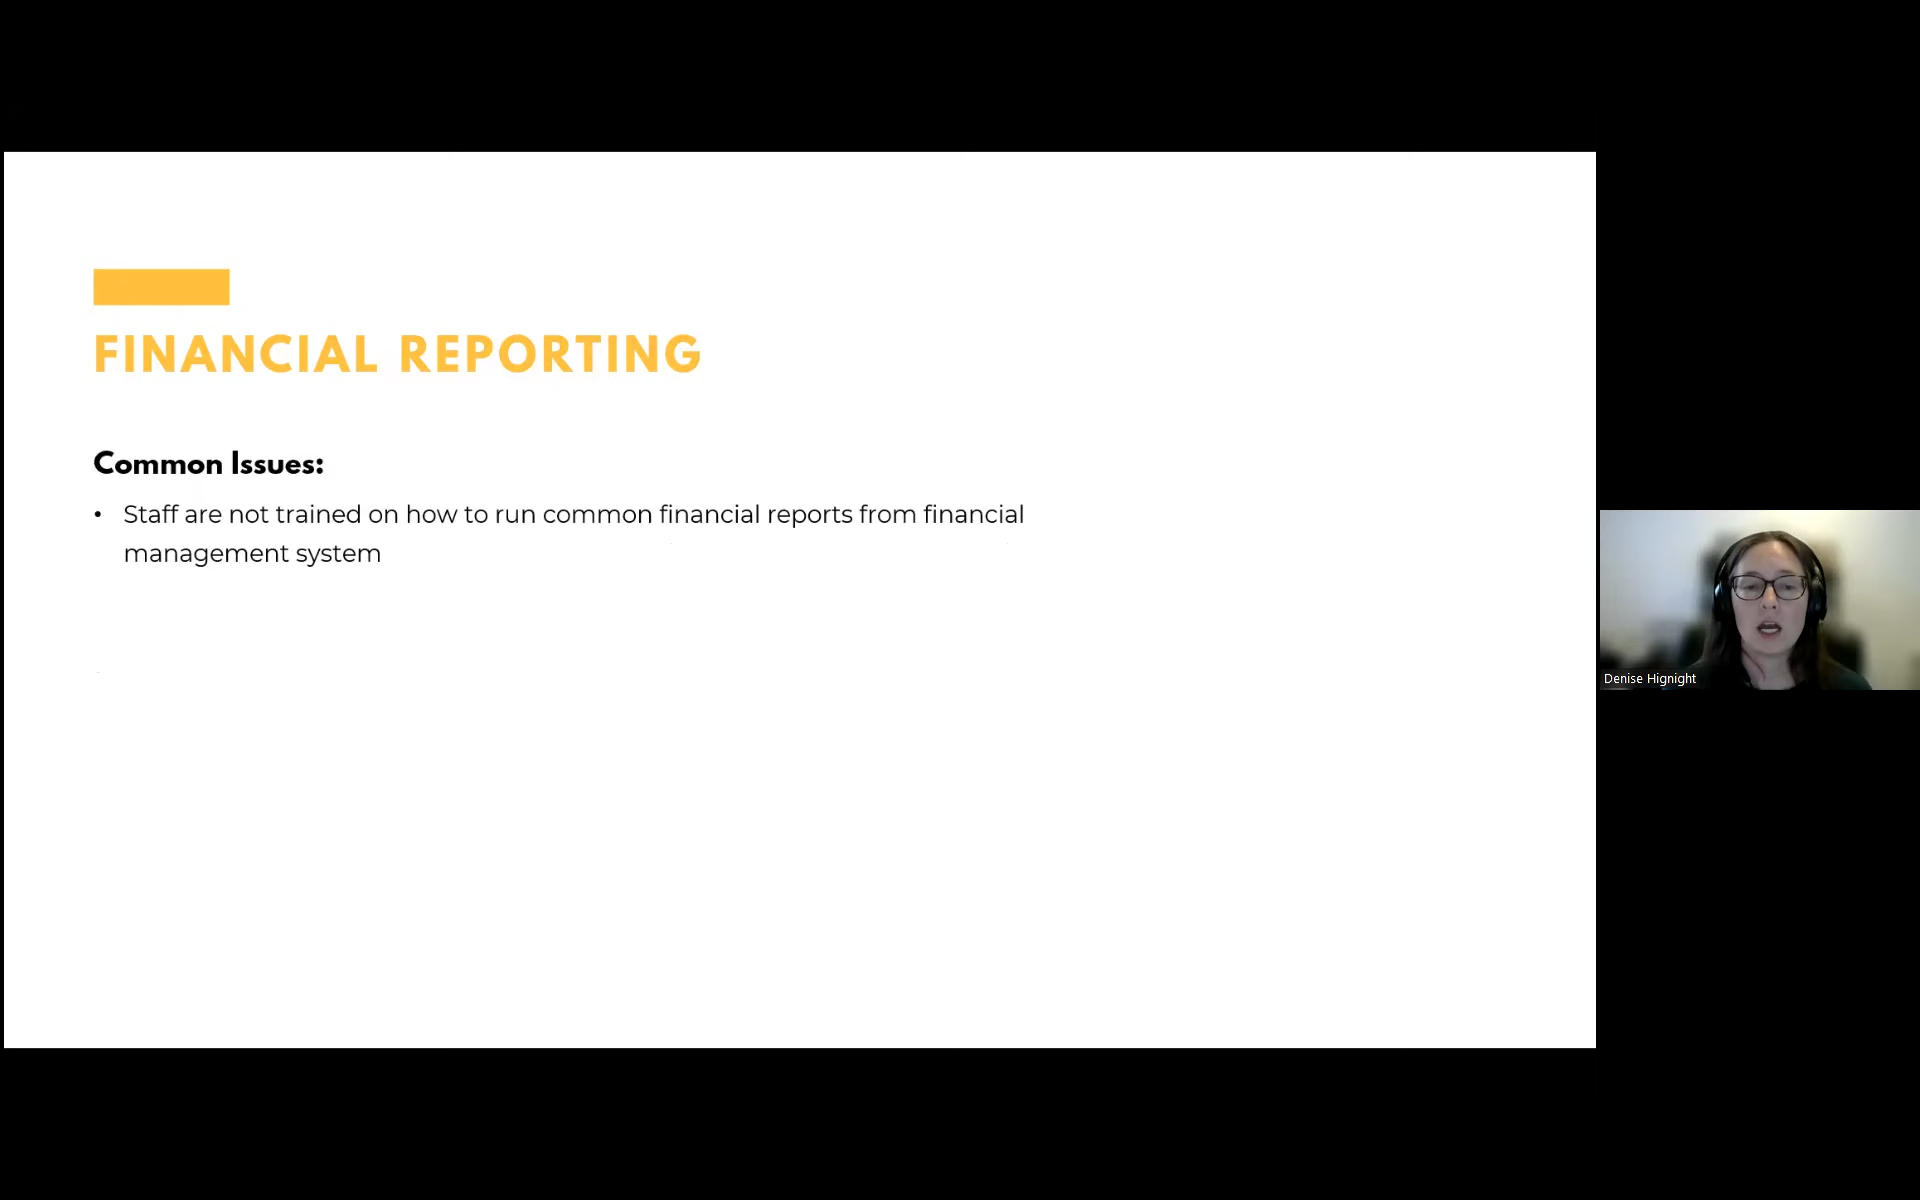 FINANCIAL REPORTING
Common Issues:
• Staff are not trained on how to run common financial reports from financial
management system
Denise Hignight